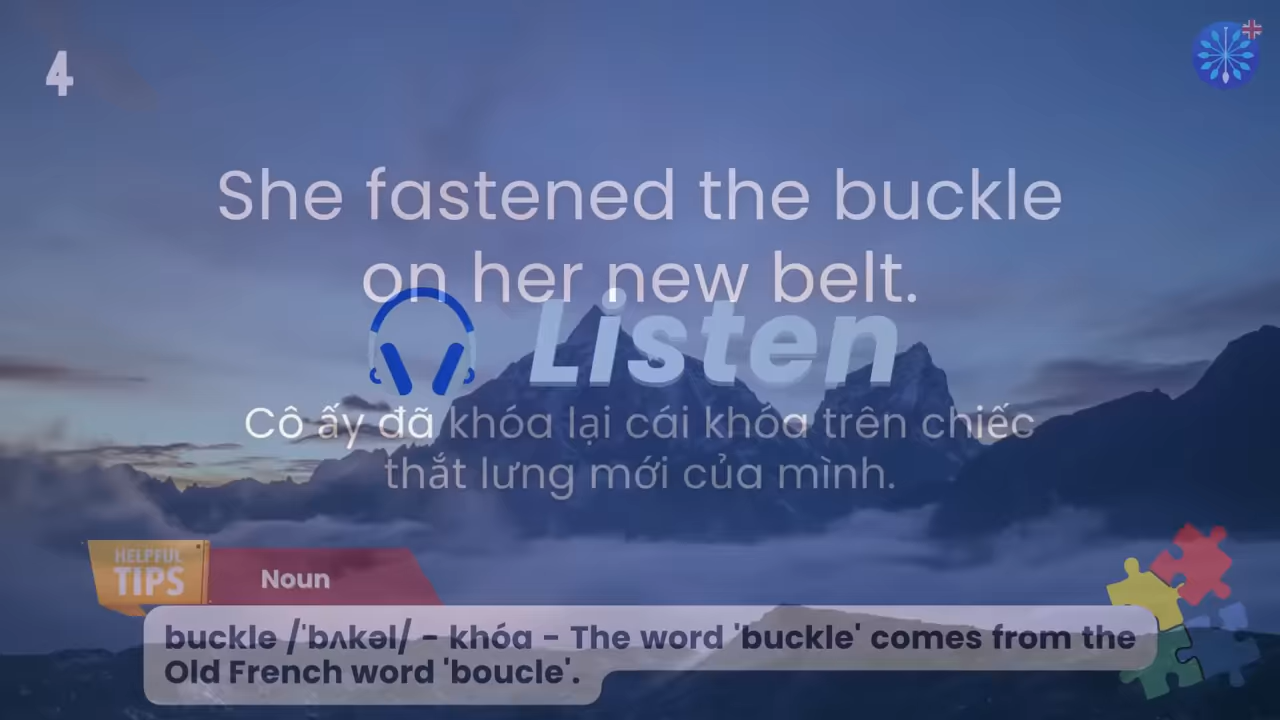 4
She fastened the buckle
on her new belt.
Listen
Cô ấy đã khóa lại cái khóa trên chiếc
thắt lưng mới của mình.
HELPFUL
TIPS
Noun
buckle /ˈbʌkəl/ - khóa - The word 'buckle' comes from the
Old French word 'boucle'.